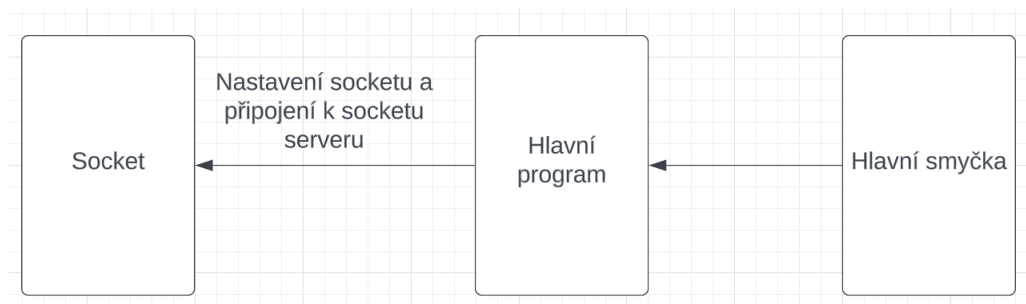 Socket
Nastavení socketu a
připojení k socketu
serveru
Hlavní
program
Hlavní smyčka